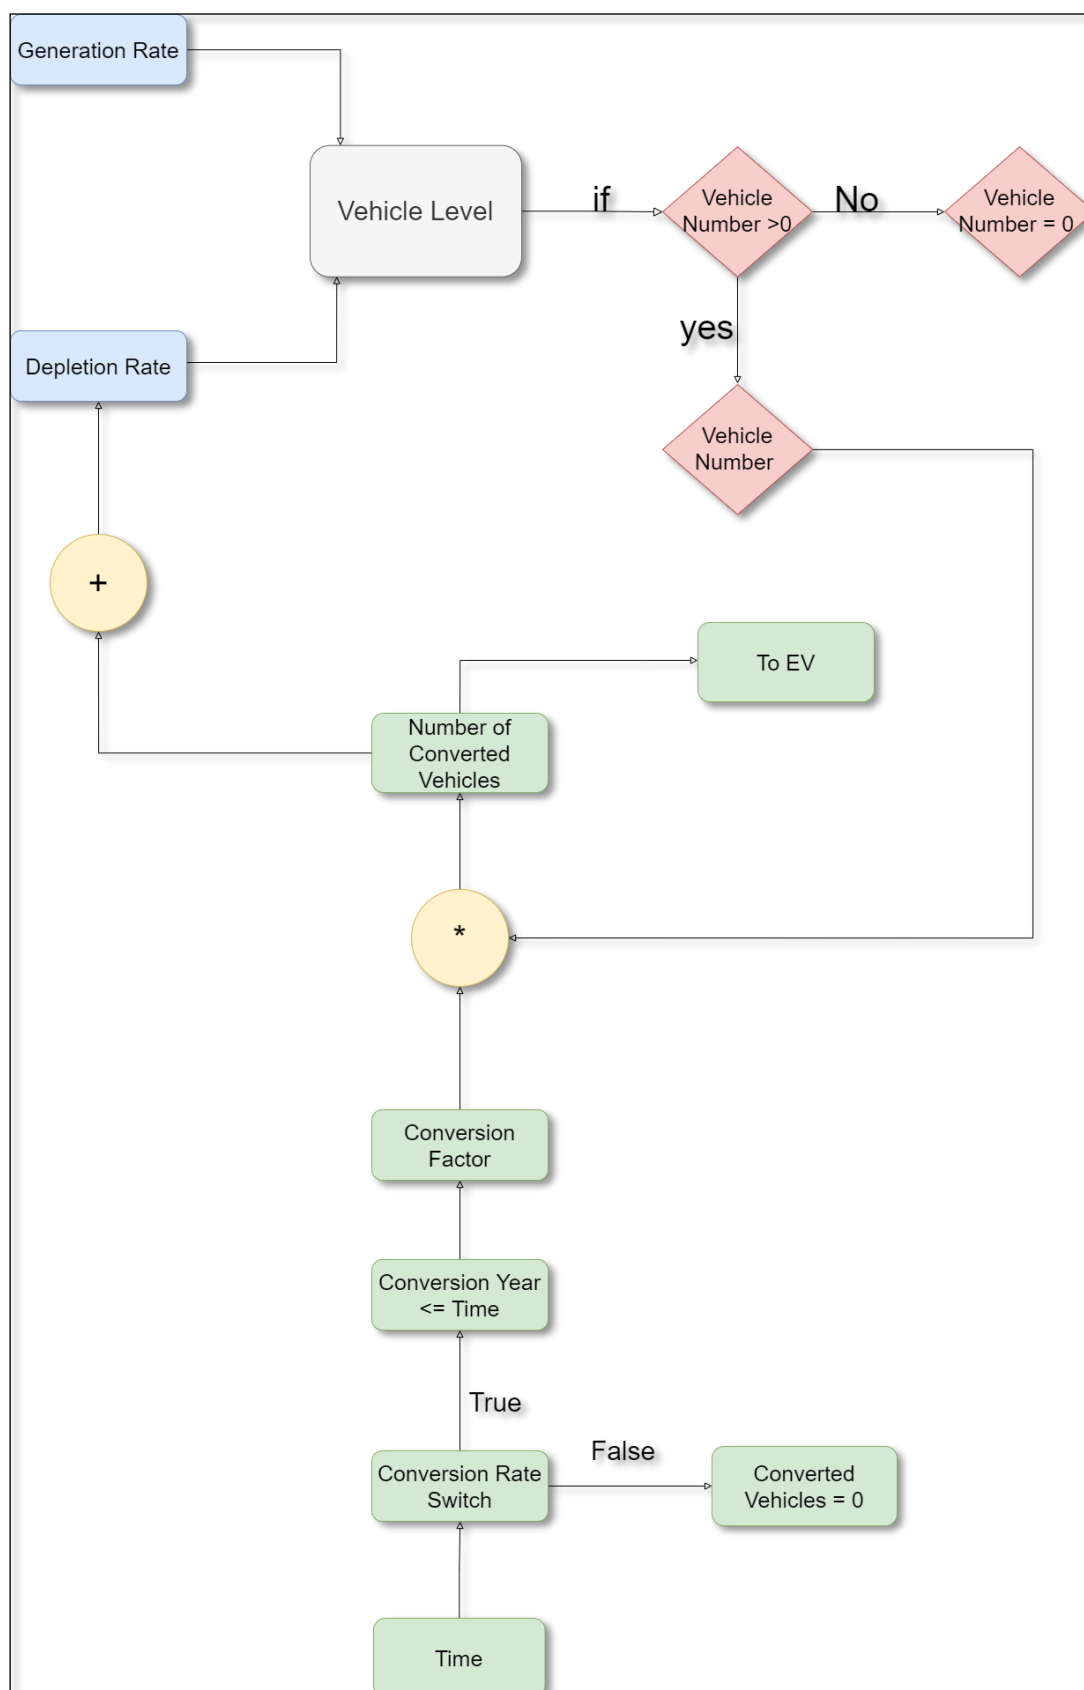 Generation Rate
Vehicle Level
if
Vehicle
Number >0
No
Vehicle
Number = 0
yes
Depletion Rate
Vehicle
Number
+
To EV
Number of
Converted
Vehicles
*
Conversion
Factor
Conversion Year
<= Time
True
Conversion Rate
Switch
False
Converted
Vehicles = 0
Time